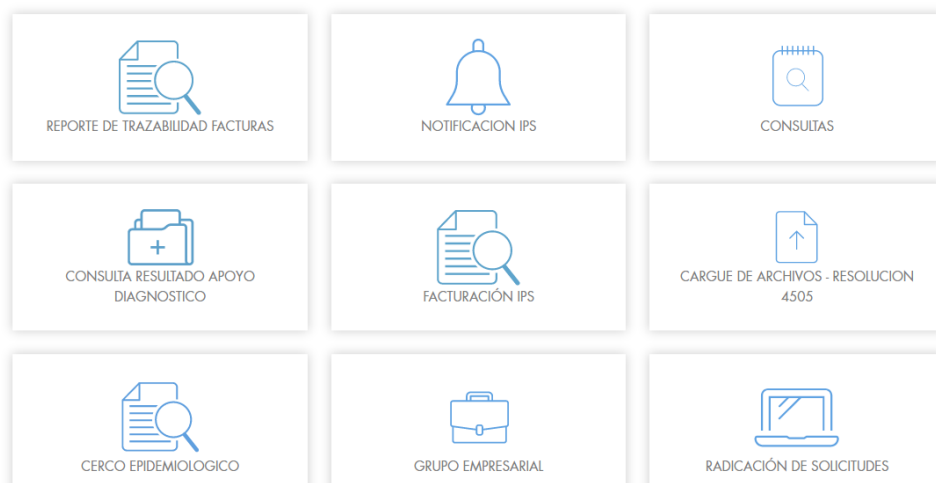 REPORTE DE TRAZABILIDAD FACTURAS
NOTIFICACION IPS
CONSULTAS
CONSULTA RESULTADO APOYO
DIAGNOSTICO
FACTURACIÓN IPS
CARGUE DE ARCHIVOS - RESOLUCION
4505
CERCO EPIDEMIOLOGICO
GRUPO EMPRESARIAL
RADICACIÓN DE SOLICITUDES